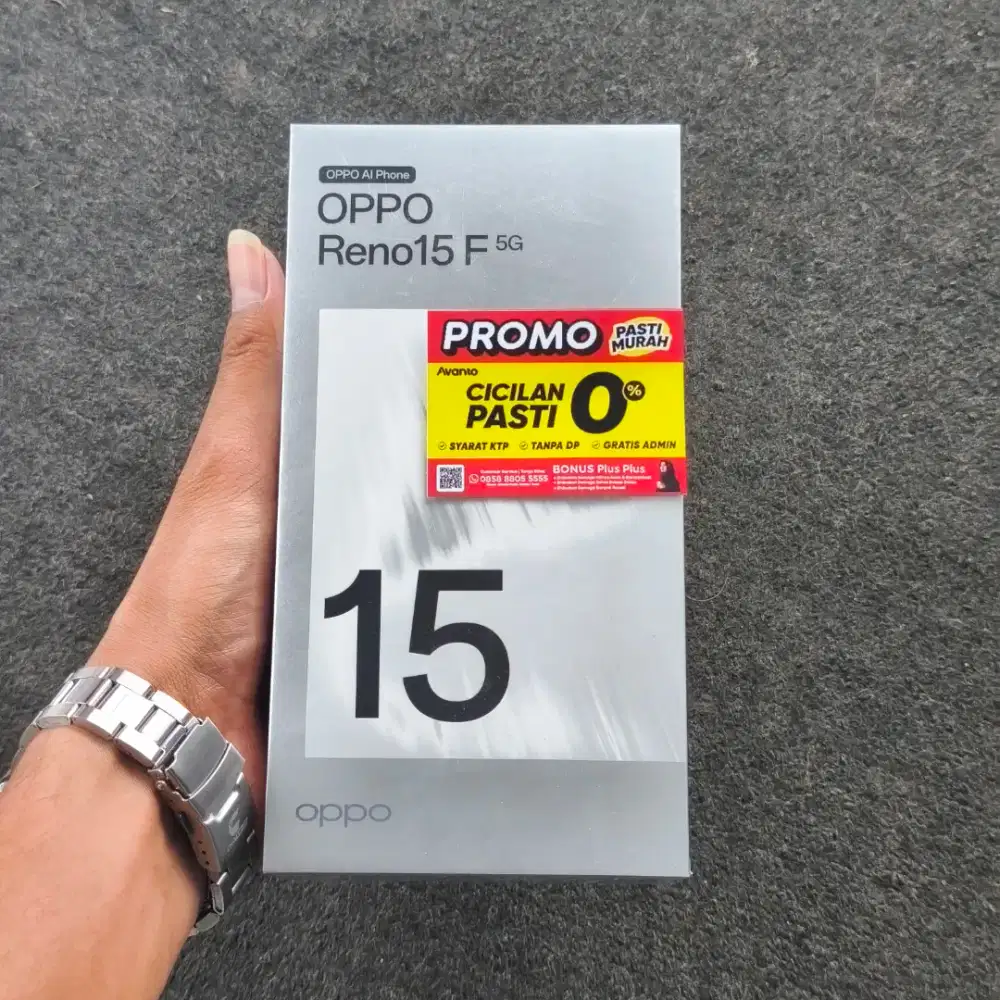 OPPO AI Phone
OPPO
Reno15 F 5G
PROMO PASTI MURAH
Avanto
CICILAN PASTI 0%
SYARAT KTP TANPA DP GRATIS ADMIN
0838 8805 5555
BONUS Plus Plus
15
oppo